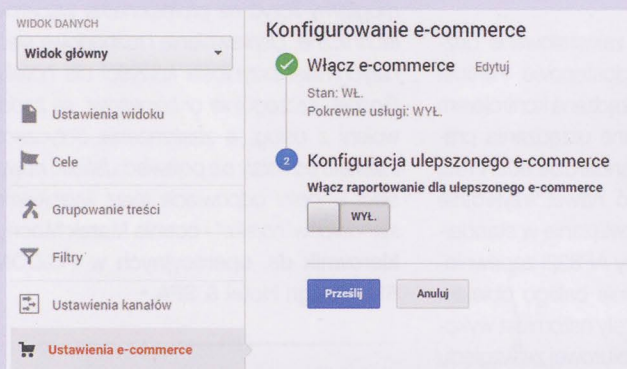 WIDOK DANYCH
Widok główny
Ustawienia widoku
Cele
Grupowanie treści
Filtry
Ustawienia kanałów
Ustawienia e-commerce
Konfigurowanie e-commerce
Włącz e-commerce Edytuj
Stan: WŁ.
Pokrewne usługi: WYŁ.
2 Konfiguracja ulepszonego e-commerce
Włącz raportowanie dla ulepszonego e-commerce
WYŁ.
Prześlij Anuluj